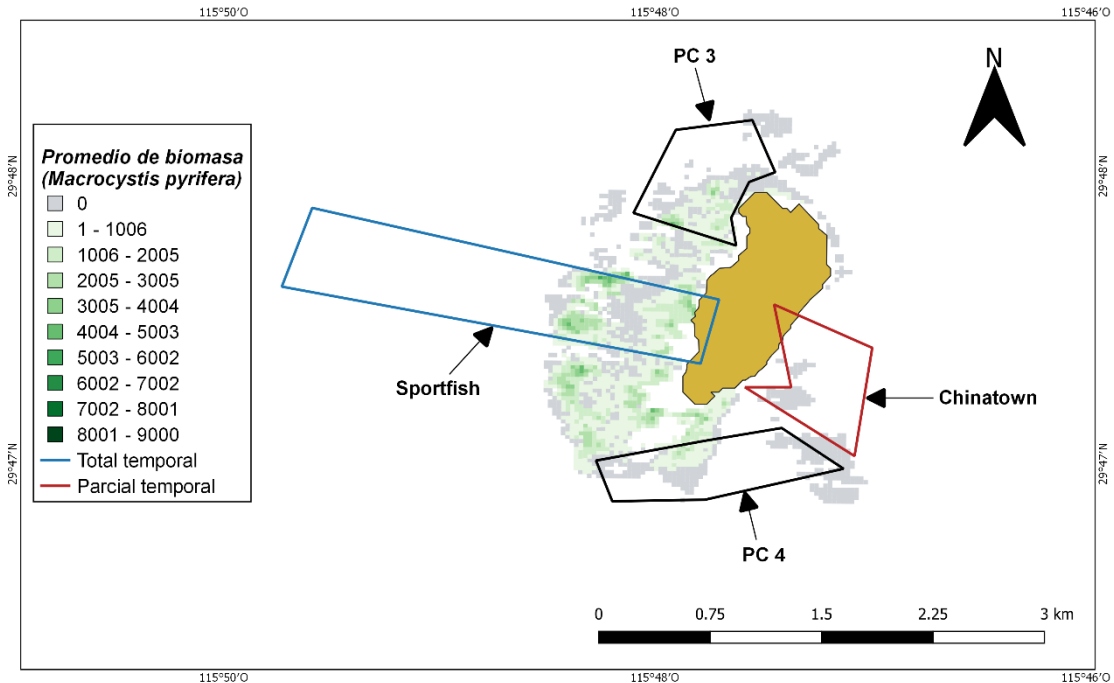 115°50'O 115°48'O 115°46'O
PC 3
N
29°48'N 29°48'N
Promedio de biomasa
(Macrocystis pyrifera)
0
1 - 1006
1006 - 2005
2005 - 3005
3005 - 4004
4004 - 5003
5003 - 6002
6002 - 7002
7002 - 8001
8001 - 9000
Total temporal
Parcial temporal
Sportfish
Chinatown
29°47'N 29°47'N
PC 4
0 0.75 1.5 2.25 3 km
115°50'O 115°48'O 115°46'O